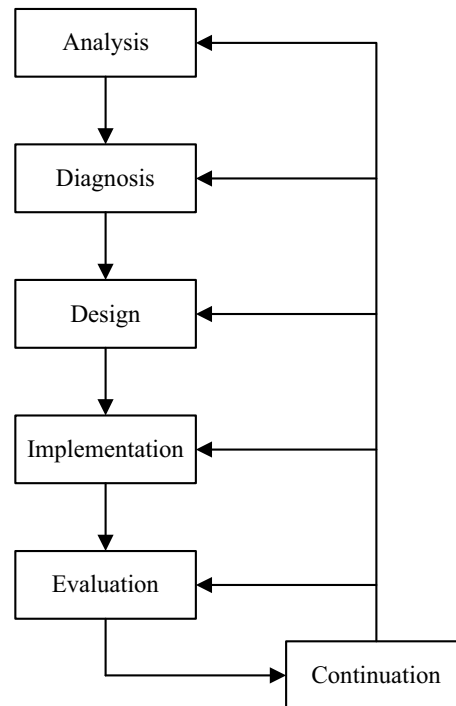 Analysis
Diagnosis
Design
Implementation
Evaluation
Continuation